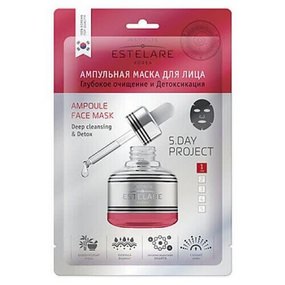 ESTELARE
KOREA
АМПУЛЬНАЯ МАСКА ДЛЯ ЛИЦА
Глубокое очищение и Детоксикация
AMPOULE
FACE MASK
Deep cleansing
& Detox
5.DAY
PROJECT
1
ESTELARE